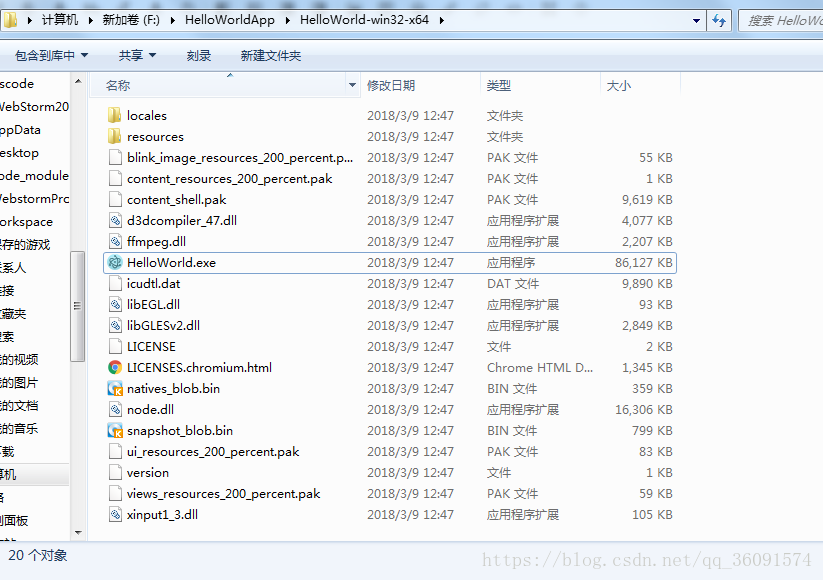 计算机 新加卷 (F:) HelloWorldApp HelloWorld-win32-x64 搜索 HelloWo
包含到库中 共享 刻录 新建文件夹
名称 修改日期 类型 大小
scode
WebStorm20
ppData
esktop
ode_module
WebstormPro
orkspace
保存的游戏
联系人
连接
收藏夹
搜索
我的视频
我的图片
我的文档
我的音乐
下载
算机
络
制面板
locales 2018/3/9 12:47 文件夹
resources 2018/3/9 12:47 文件夹
blink_image_resources_200_percent.p... 2018/3/9 12:47 PAK 文件 55 KB
content_resources_200_percent.pak 2018/3/9 12:47 PAK 文件 1 KB
content_shell.pak 2018/3/9 12:47 PAK 文件 9,619 KB
d3dcompiler_47.dll 2018/3/9 12:47 应用程序扩展 4,077 KB
ffmpeg.dll 2018/3/9 12:47 应用程序扩展 2,207 KB
HelloWorld.exe 2018/3/9 12:47 应用程序 86,127 KB
icudtl.dat 2018/3/9 12:47 DAT 文件 9,890 KB
libEGL.dll 2018/3/9 12:47 应用程序扩展 93 KB
libGLESv2.dll 2018/3/9 12:47 应用程序扩展 2,849 KB
LICENSE 2018/3/9 12:47 文件 2 KB
LICENSES.chromium.html 2018/3/9 12:47 Chrome HTML D... 1,345 KB
natives_blob.bin 2018/3/9 12:47 BIN 文件 359 KB
node.dll 2018/3/9 12:47 应用程序扩展 16,306 KB
snapshot_blob.bin 2018/3/9 12:47 BIN 文件 799 KB
ui_resources_200_percent.pak 2018/3/9 12:47 PAK 文件 83 KB
version 2018/3/9 12:47 文件 1 KB
views_resources_200_percent.pak 2018/3/9 12:47 PAK 文件 59 KB
xinput1_3.dll 2018/3/9 12:47 应用程序扩展 105 KB
20 个对象
https://blog.csdn.net/qq_36091574